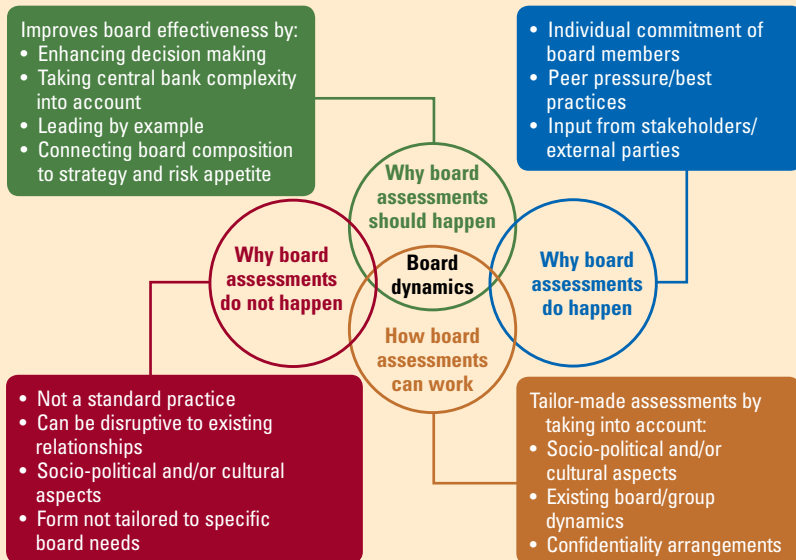 Improves board effectiveness by:
• Enhancing decision making
• Taking central bank complexity
into account
• Leading by example
• Connecting board composition
to strategy and risk appetite
• Individual commitment of
board members
• Peer pressure/best
practices
• Input from stakeholders/
external parties
Why board
assessments
should happen
Why board
assessments
do not happen
Board
dynamics
Why board
assessments
do happen
How board
assessments
can work
• Not a standard practice
• Can be disruptive to existing
relationships
• Socio-political and/or cultural
aspects
• Form not tailored to specific
board needs
Tailor-made assessments by
taking into account:
• Socio-political and/or
cultural aspects
• Existing board/group
dynamics
• Confidentiality arrangements